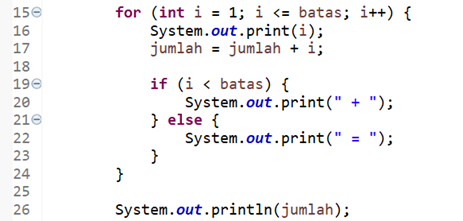 15 for (int i = 1; i <= batas; i++) {
16 System.out.print(i);
17 jumlah = jumlah + i;
18
19 if (i < batas) {
20 System.out.print(" + ");
21 } else {
22 System.out.print(" = ");
23 }
24 }
25
26 System.out.println(jumlah);